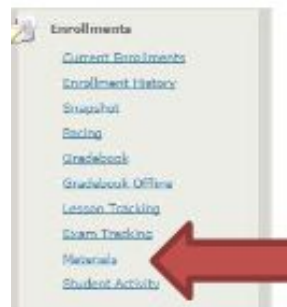 Enrollments
Current Enrollments
Enrollment History
Snapshot
Pacing
Gradebook
Gradebook Offline
Lesson Tracking
Exam Tracking
Materials
Student Activity